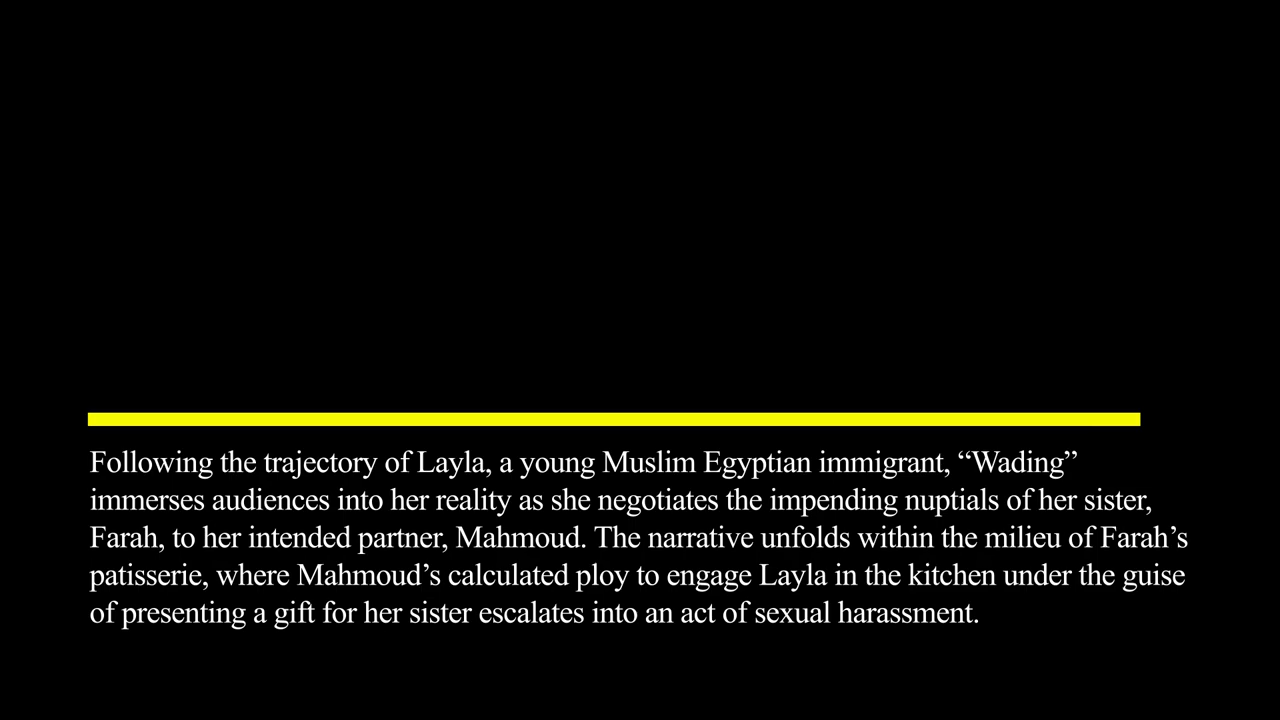 Following the trajectory of Layla, a young Muslim Egyptian immigrant, “Wading”
immerses audiences into her reality as she negotiates the impending nuptials of her sister,
Farah, to her intended partner, Mahmoud. The narrative unfolds within the milieu of Farah’s
patisserie, where Mahmoud’s calculated ploy to engage Layla in the kitchen under the guise
of presenting a gift for her sister escalates into an act of sexual harassment.